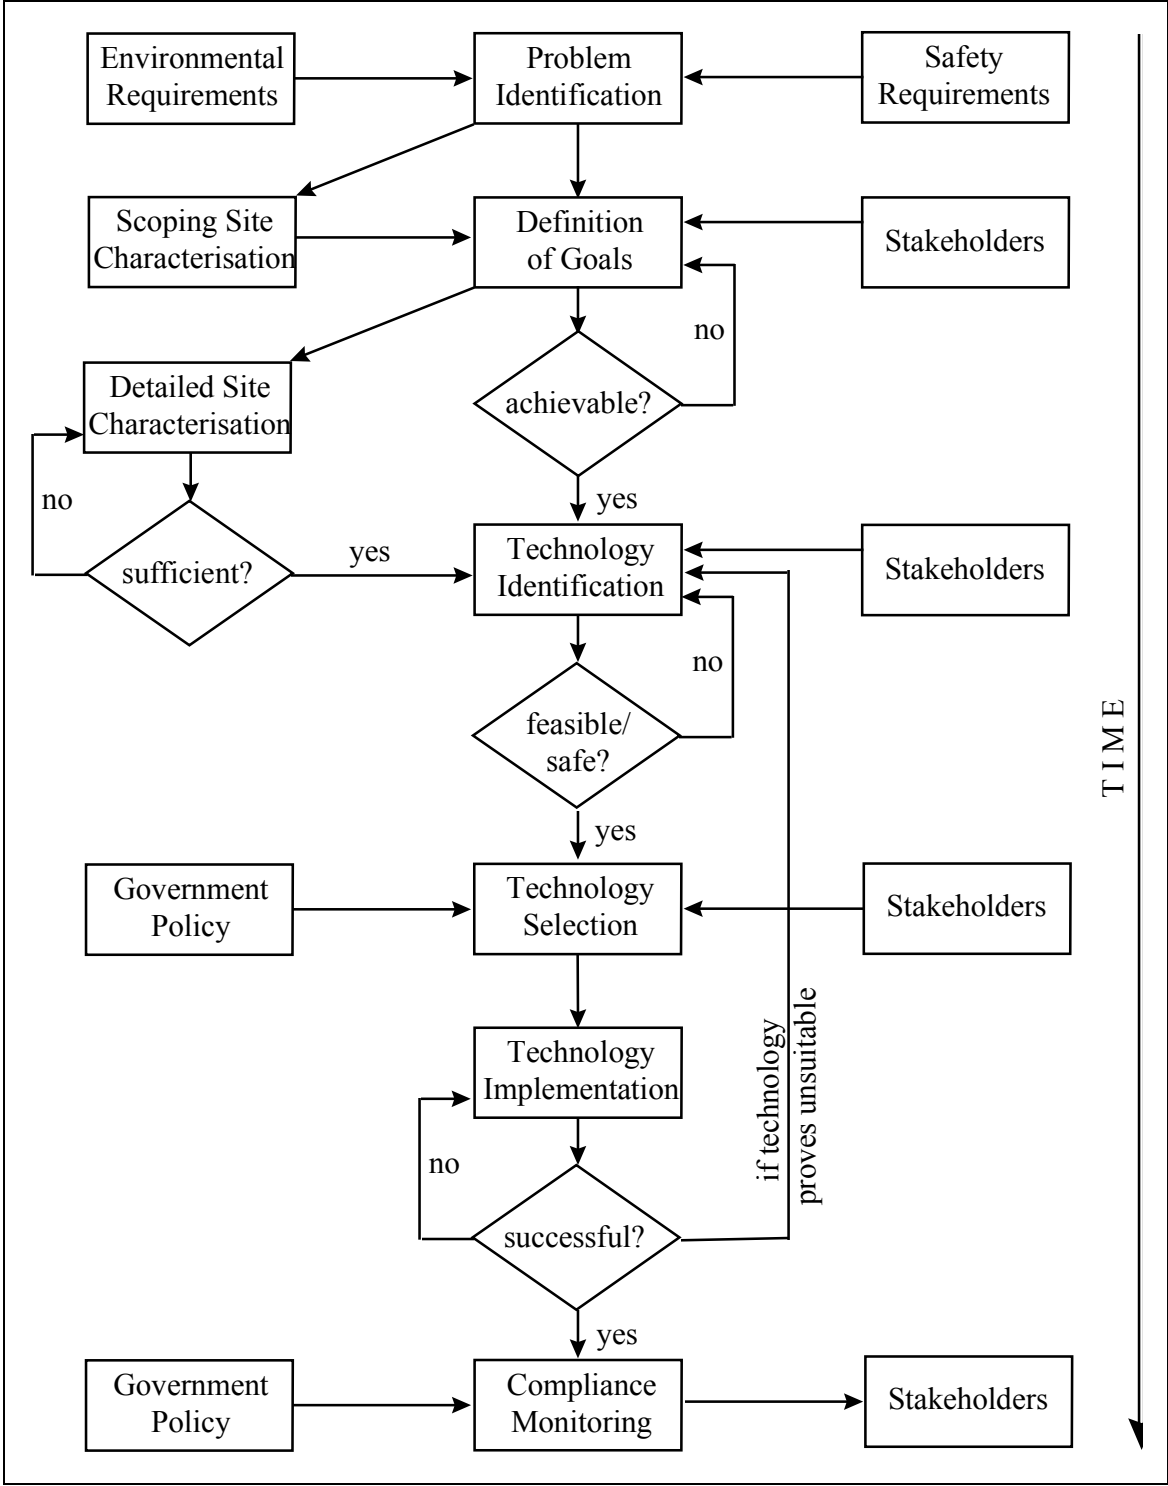 Environmental
Requirements
Problem
Identification
Safety
Requirements
Scoping Site
Characterisation
Definition
of Goals
Stakeholders
no
Detailed Site
Characterisation
achievable?
no
yes
sufficient?
yes
Technology
Identification
Stakeholders
no
feasible/
safe?
TIME
yes
Government
Policy
Technology
Selection
Stakeholders
if technology
proves unsuitable
Technology
Implementation
no
successful?
yes
Government
Policy
Compliance
Monitoring
Stakeholders